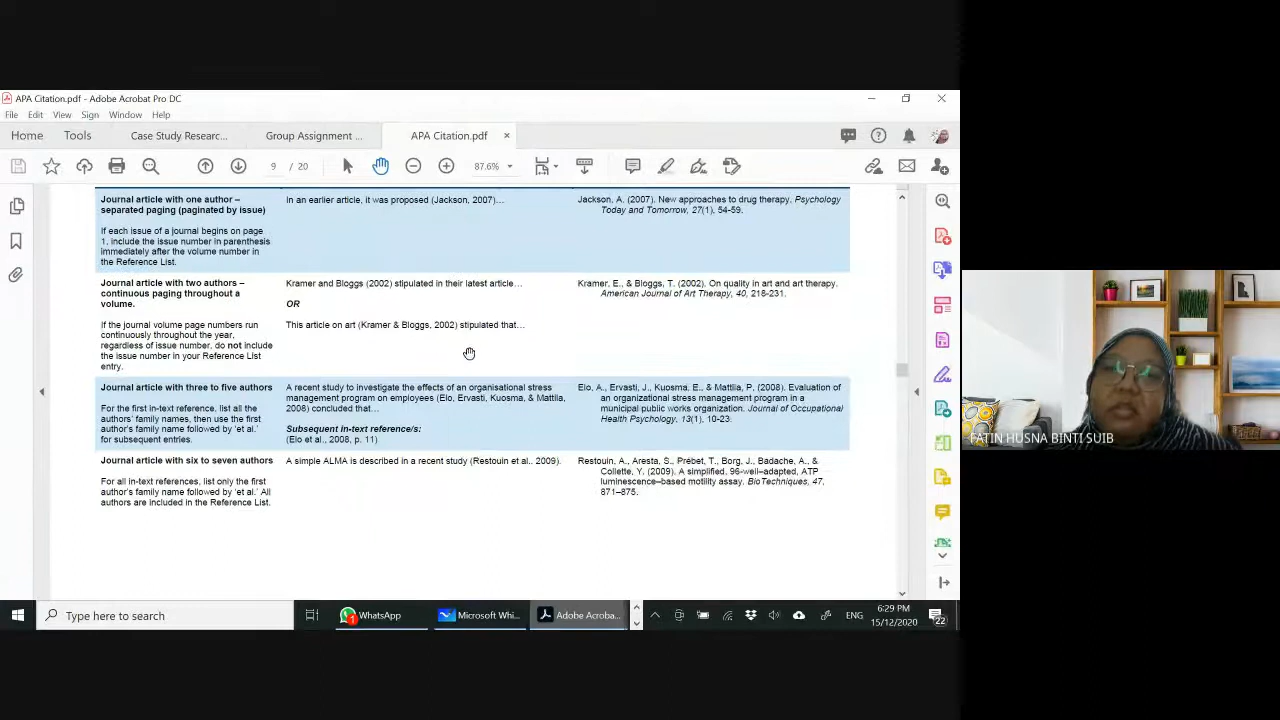 APA Citation.pdf - Adobe Acrobat Pro DC
File Edit View Sign Window Help
Home Tools Case Study Researc... Group Assignment ... APA Citation.pdf ×
9 / 20 87.6%
Journal article with one author –
separated paging (paginated by issue)
If each issue of a journal begins on page
1, include the issue number in parenthesis
immediately after the volume number in
the Reference List.
In an earlier article, it was proposed (Jackson, 2007)…
Jackson, A. (2007). New approaches to drug therapy. Psychology
Today and Tomorrow, 27(1), 54-59.
Journal article with two authors –
continuous paging throughout a
volume.
If the journal volume page numbers run
continuously throughout the year,
regardless of issue number, do not include
the issue number in your Reference List
entry.
Kramer and Bloggs (2002) stipulated in their latest article…
OR
This article on art (Kramer & Bloggs, 2002) stipulated that…
Kramer, E., & Bloggs, T. (2002). On quality in art and art therapy.
American Journal of Art Therapy, 40, 218-231.
Journal article with three to five authors
For the first in-text reference, list all the
authors' family names, then use the first
author's family name followed by 'et al.'
for subsequent entries.
A recent study to investigate the effects of an organisational stress
management program on employees (Elo, Ervasti, Kuosma, & Mattila,
2008) concluded that…
Subsequent in-text reference/s:
(Elo et al., 2008, p. 11)
Elo, A., Ervasti, J., Kuosma, E., & Mattila, P. (2008). Evaluation of
an organizational stress management program in a
municipal public works organization. Journal of Occupational
Health Psychology, 13(1), 10-23.
Journal article with six to seven authors
For all in-text references, list only the first
author's family name followed by 'et al.' All
authors are included in the Reference List.
A simple ALMA is described in a recent study (Restouin et al., 2009).
Restouin, A., Aresta, S., Prébet, T., Borg, J., Badache, A., &
Collette, Y. (2009). A simplified, 96-well–adapted, ATP
luminescence–based motility assay. BioTechniques, 47,
871–875.
FATIN HUSNA BINTI SUIB
Type here to search
1 WhatsApp
Microsoft Whi...
Adobe Acroba...
ENG
6:29 PM
15/12/2020
22